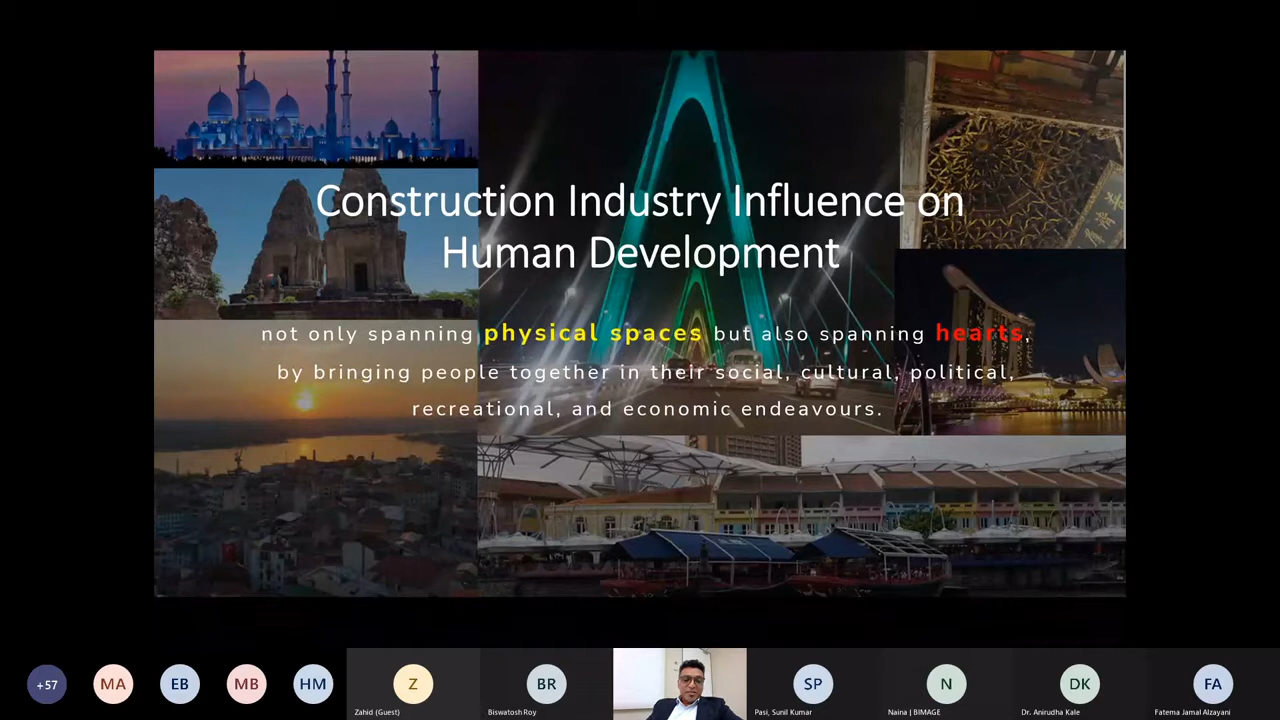 Construction Industry Influence on
Human Development
not only spanning physical spaces but also spanning hearts,
by bringing people together in their social, cultural, political,
recreational, and economic endeavours.
+57
MA
EB
MB
HM
Z
BR
SP
N
DK
FA
Zahid (Guest)
Biswatosh Roy
Pasi, Sunil Kumar
Naina | BIMAGE
Dr. Anirudha Kale
Fatema Jamal Alzayani